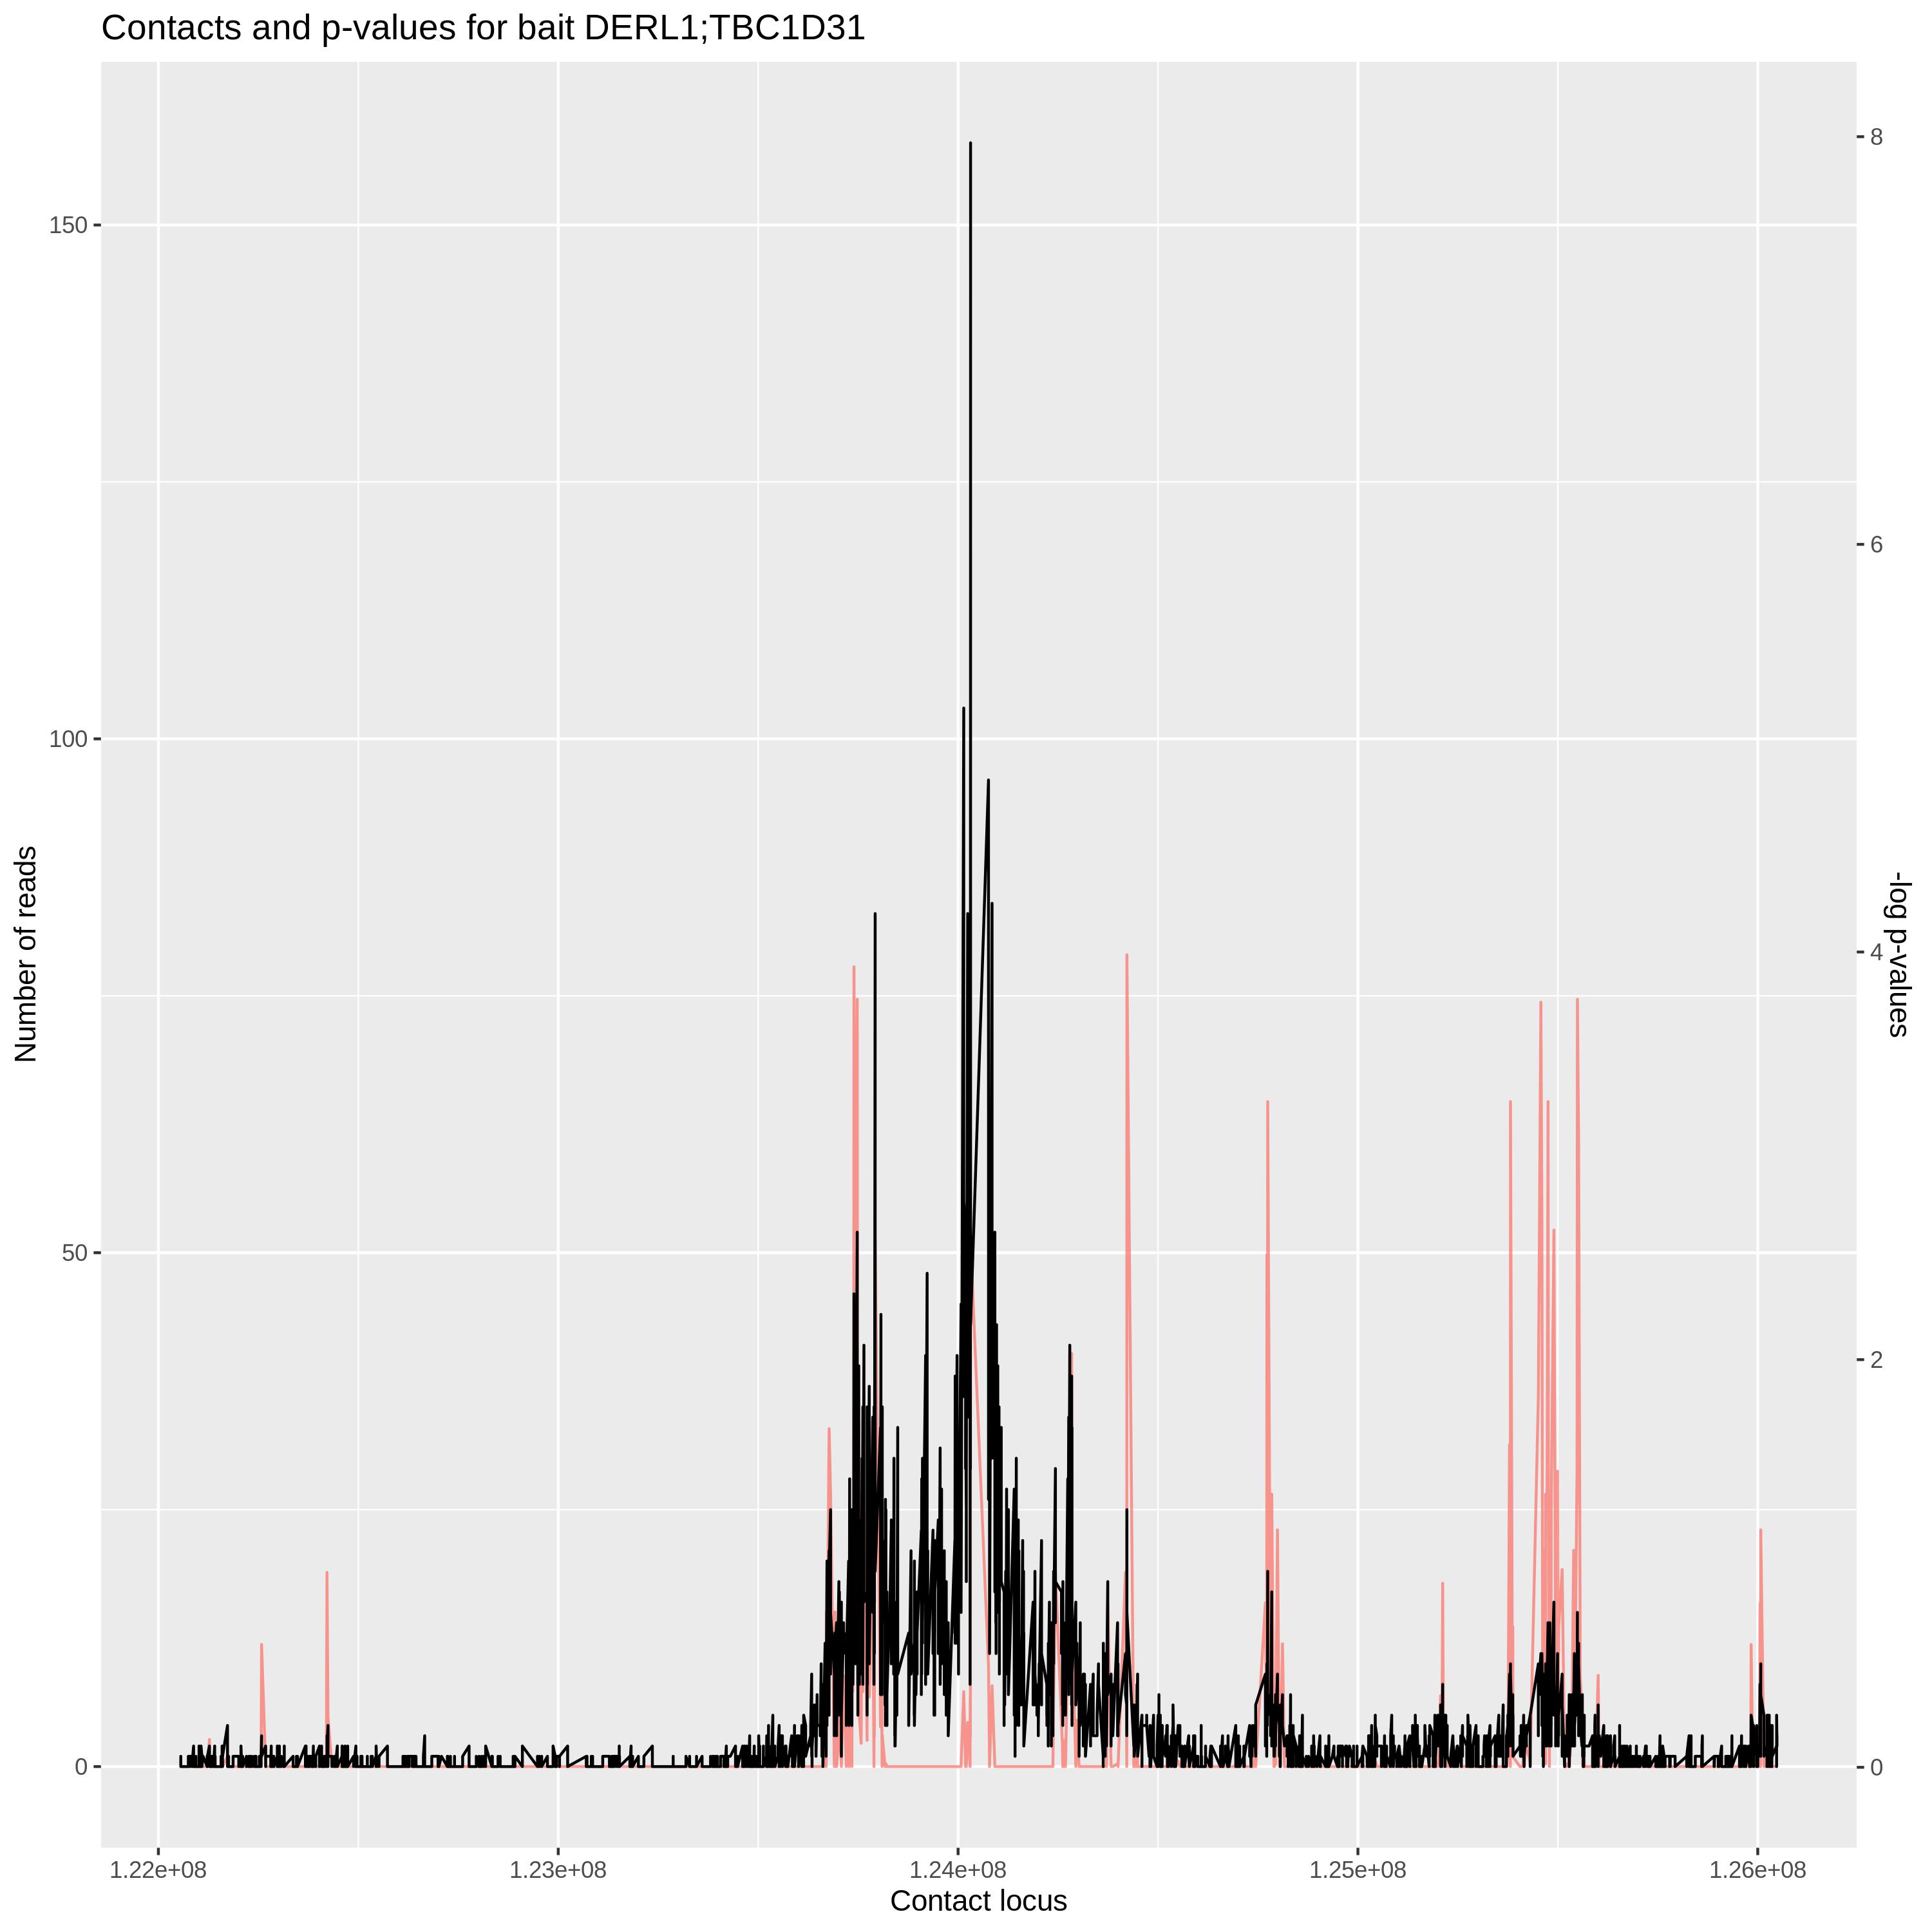 Contacts and p-values for bait DERL1;TBC1D31
150
100
50
0
Number of reads
8
6
4
2
0
-log p-values
1.22e+08
1.23e+08
1.24e+08
1.25e+08
1.26e+08
Contact locus